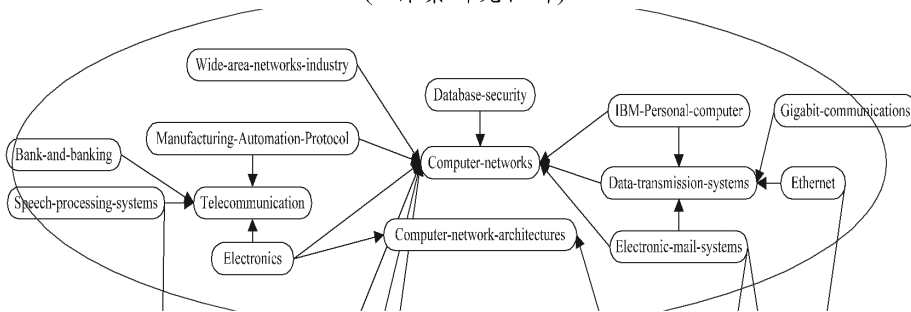 Wide-area-networks-industry
Database-security
IBM-Personal-computer
Gigabit-communications
Manufacturing-Automation-Protocol
Bank-and-banking
Computer-networks
Data-transmission-systems
Ethernet
Speech-processing-systems
Telecommunication
Computer-network-architectures
Electronic-mail-systems
Electronics